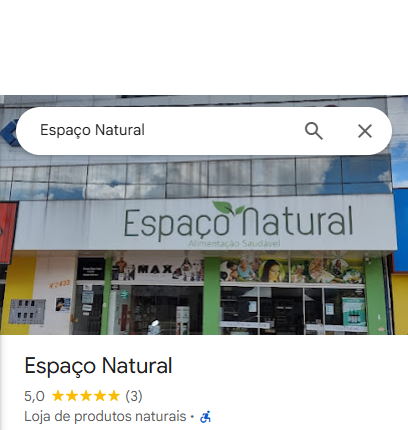 Espaço Natural
Espaço Natural
Alimentação Saudável
MAX
Espaço Natural
5,0 (3)
Loja de produtos naturais ·